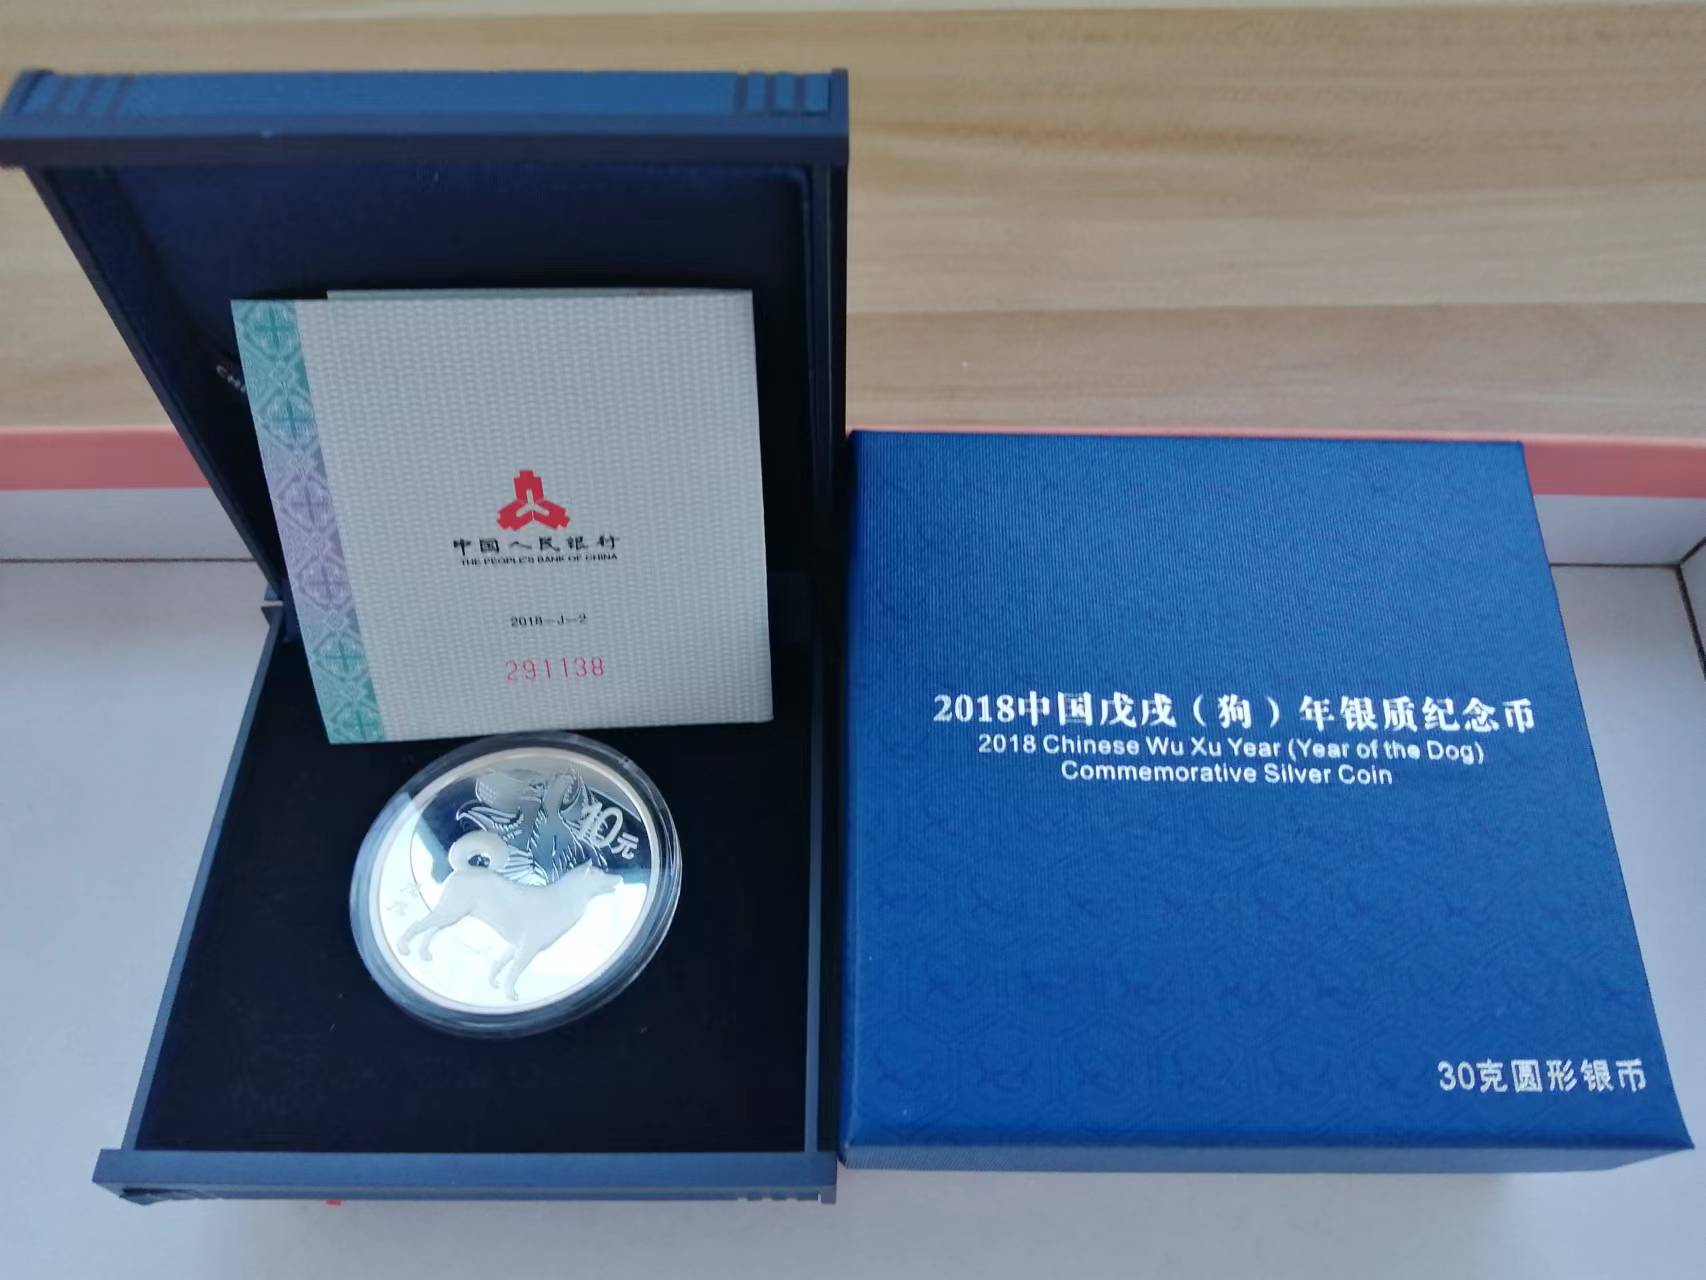 中国人民银行
THE PEOPLE'S BANK OF CHINA
2018-J-2
291138
10元
2018中国戊戌(狗)年银质纪念币
2018 Chinese Wu Xu Year (Year of the Dog)
Commemorative Silver Coin
30克圆形银币